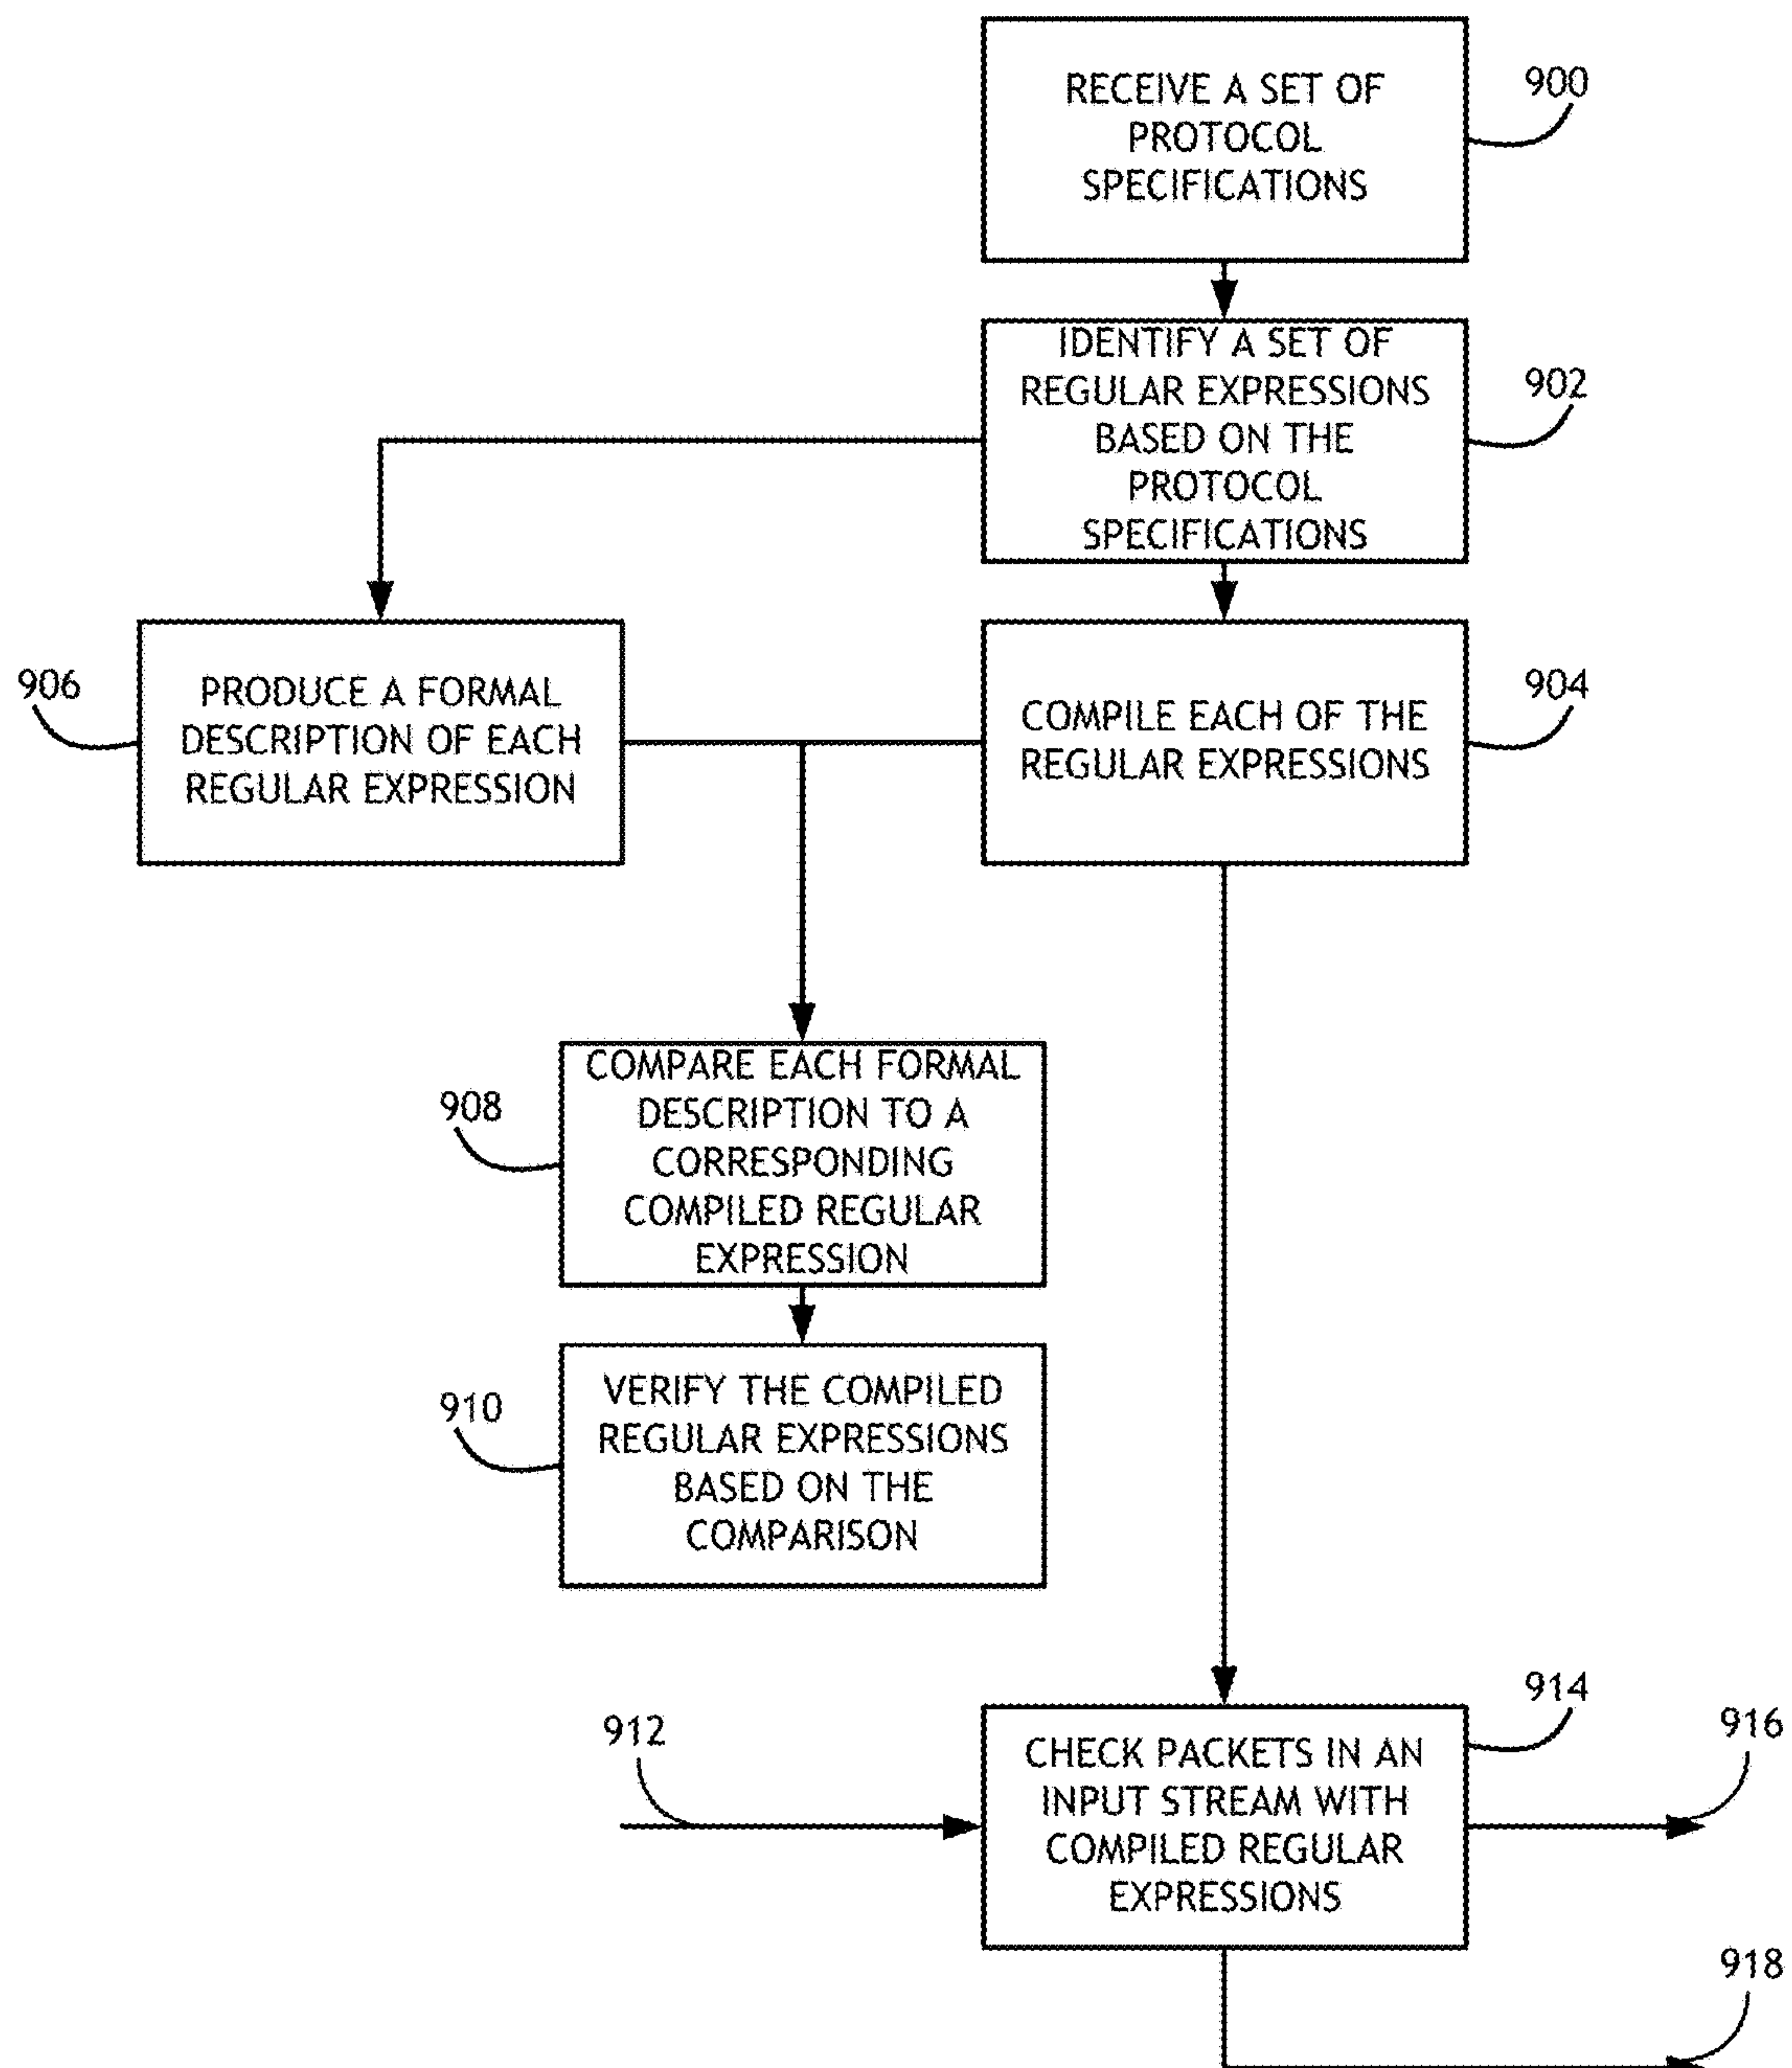 RECEIVE A SET OF
PROTOCOL
SPECIFICATIONS
900
IDENTIFY A SET OF
REGULAR EXPRESSIONS
BASED ON THE
PROTOCOL
SPECIFICATIONS
902
906
PRODUCE A FORMAL
DESCRIPTION OF EACH
REGULAR EXPRESSION
COMPILE EACH OF THE
REGULAR EXPRESSIONS
904
908
COMPARE EACH FORMAL
DESCRIPTION TO A
CORRESPONDING
COMPILED REGULAR
EXPRESSION
910
VERIFY THE COMPILED
REGULAR EXPRESSIONS
BASED ON THE
COMPARISON
912
CHECK PACKETS IN AN
INPUT STREAM WITH
COMPILED REGULAR
EXPRESSIONS
914
916
918